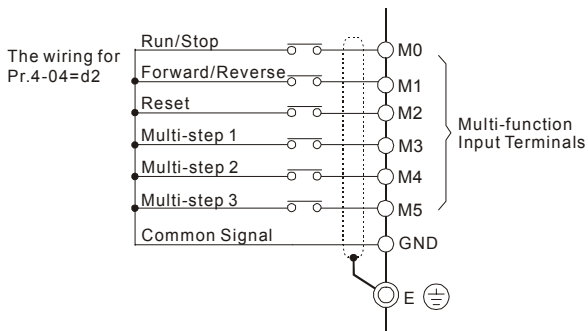 The wiring for
Pr.4-04=d2
Run/Stop
Forward/Reverse
Reset
Multi-step 1
Multi-step 2
Multi-step 3
Common Signal
M0
M1
M2
M3
M4
M5
GND
E
Multi-function
Input Terminals